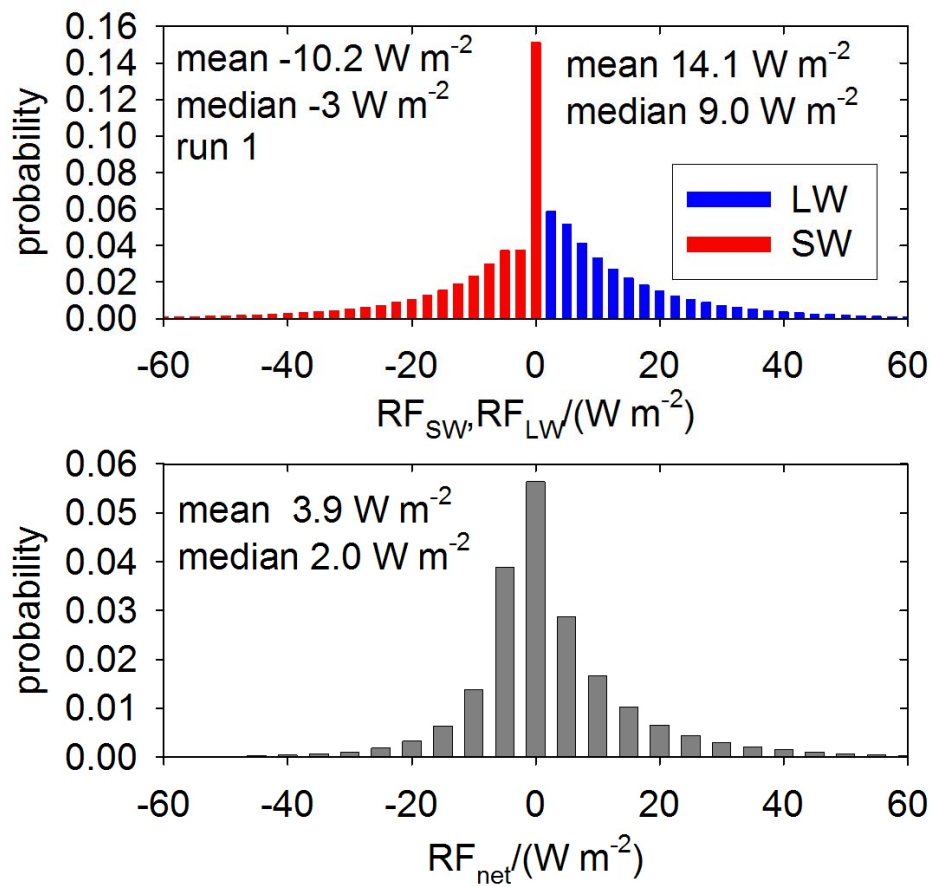 0.16
0.14
0.12
0.10
0.08
0.06
0.04
0.02
0.00
probability
mean -10.2 W m-2
median -3 W m-2
run 1
mean 14.1 W m-2
median 9.0 W m-2
LW
SW
-60 -40 -20 0 20 40 60
RFSW,RFLW/(W m-2)
0.06
0.05
0.04
0.03
0.02
0.01
0.00
probability
mean 3.9 W m-2
median 2.0 W m-2
-60 -40 -20 0 20 40 60
RFnet/(W m-2)